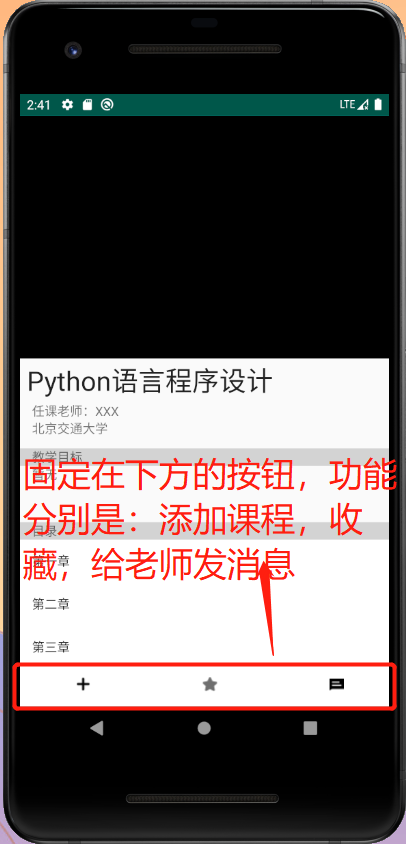 2:41
LTE
Python语言程序设计
任课老师：XXX
北京交通大学
教学目标
固定在下方的按钮，功能
分别是：添加课程，收
目录
藏，给老师发消息
第二章
第三章